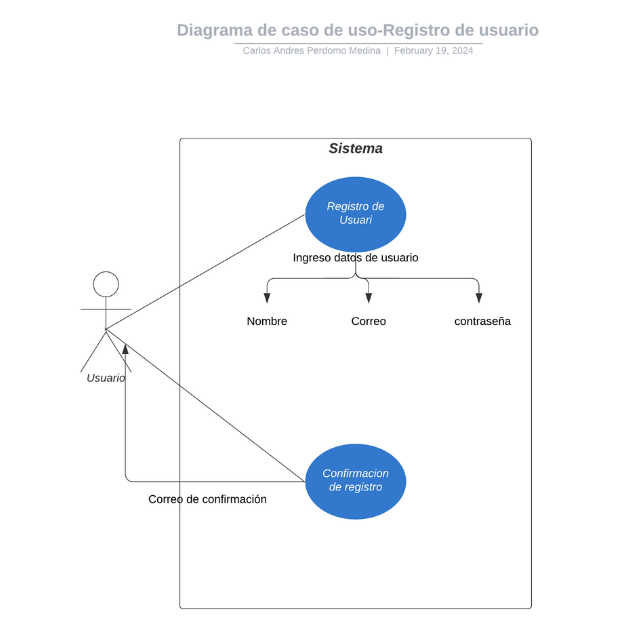 Diagrama de caso de uso-Registro de usuario
Carlos Andres Perdomo Medina | February 19, 2024
Sistema
Registro de
Usuari
Ingreso datos de usuario
Nombre
Correo
contraseña
Usuario
Confirmacion
de registro
Correo de confirmación